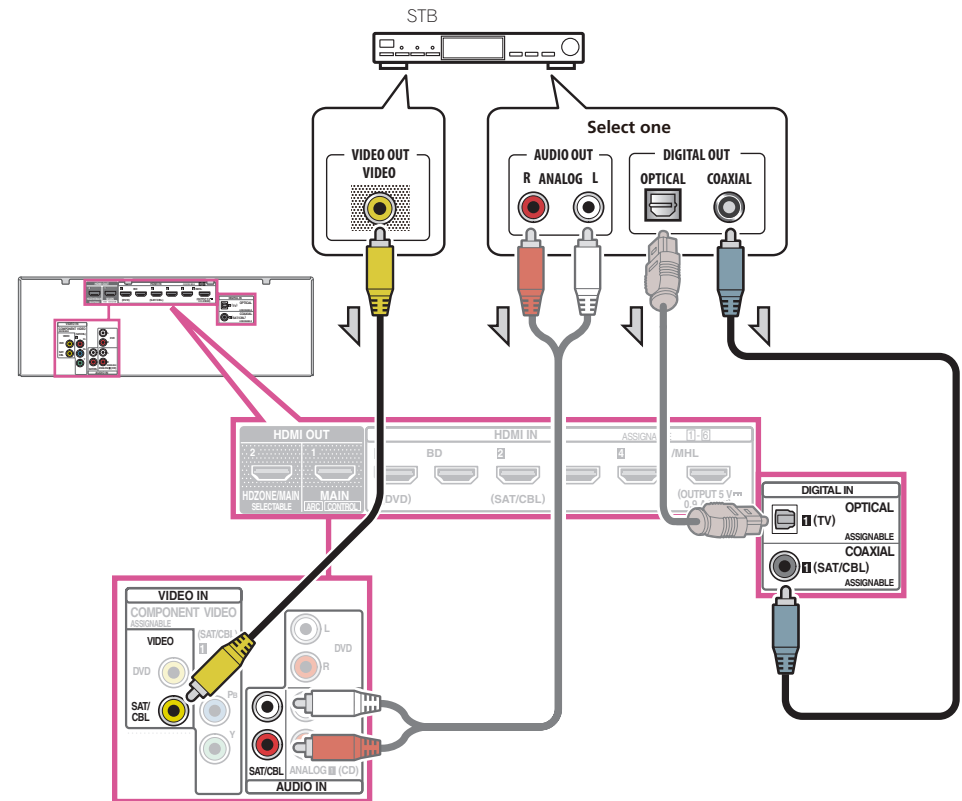 STB
Select one
VIDEO OUT
VIDEO
AUDIO OUT
R ANALOG L
DIGITAL OUT
OPTICAL COAXIAL
HDMI OUT
2 1
HDZONE/MAIN MAIN
SELECTABLE ARC CONTROL
HDMI IN
1-6
BD 2 4 /MHL
DVD) (SAT/CBL) (OUTPUT 5 V
DIGITAL IN
OPTICAL
1 (TV)
ASSIGNABLE
COAXIAL
1 (SAT/CBL)
ASSIGNABLE
VIDEO IN
COMPONENT VIDEO
ASSIGNABLE
VIDEO
(SAT/CBL)
1
DVD
SAT/
CBL
PB
Y
L
DVD
R
SAT/CBL
ANALOG 1 (CD)
AUDIO IN